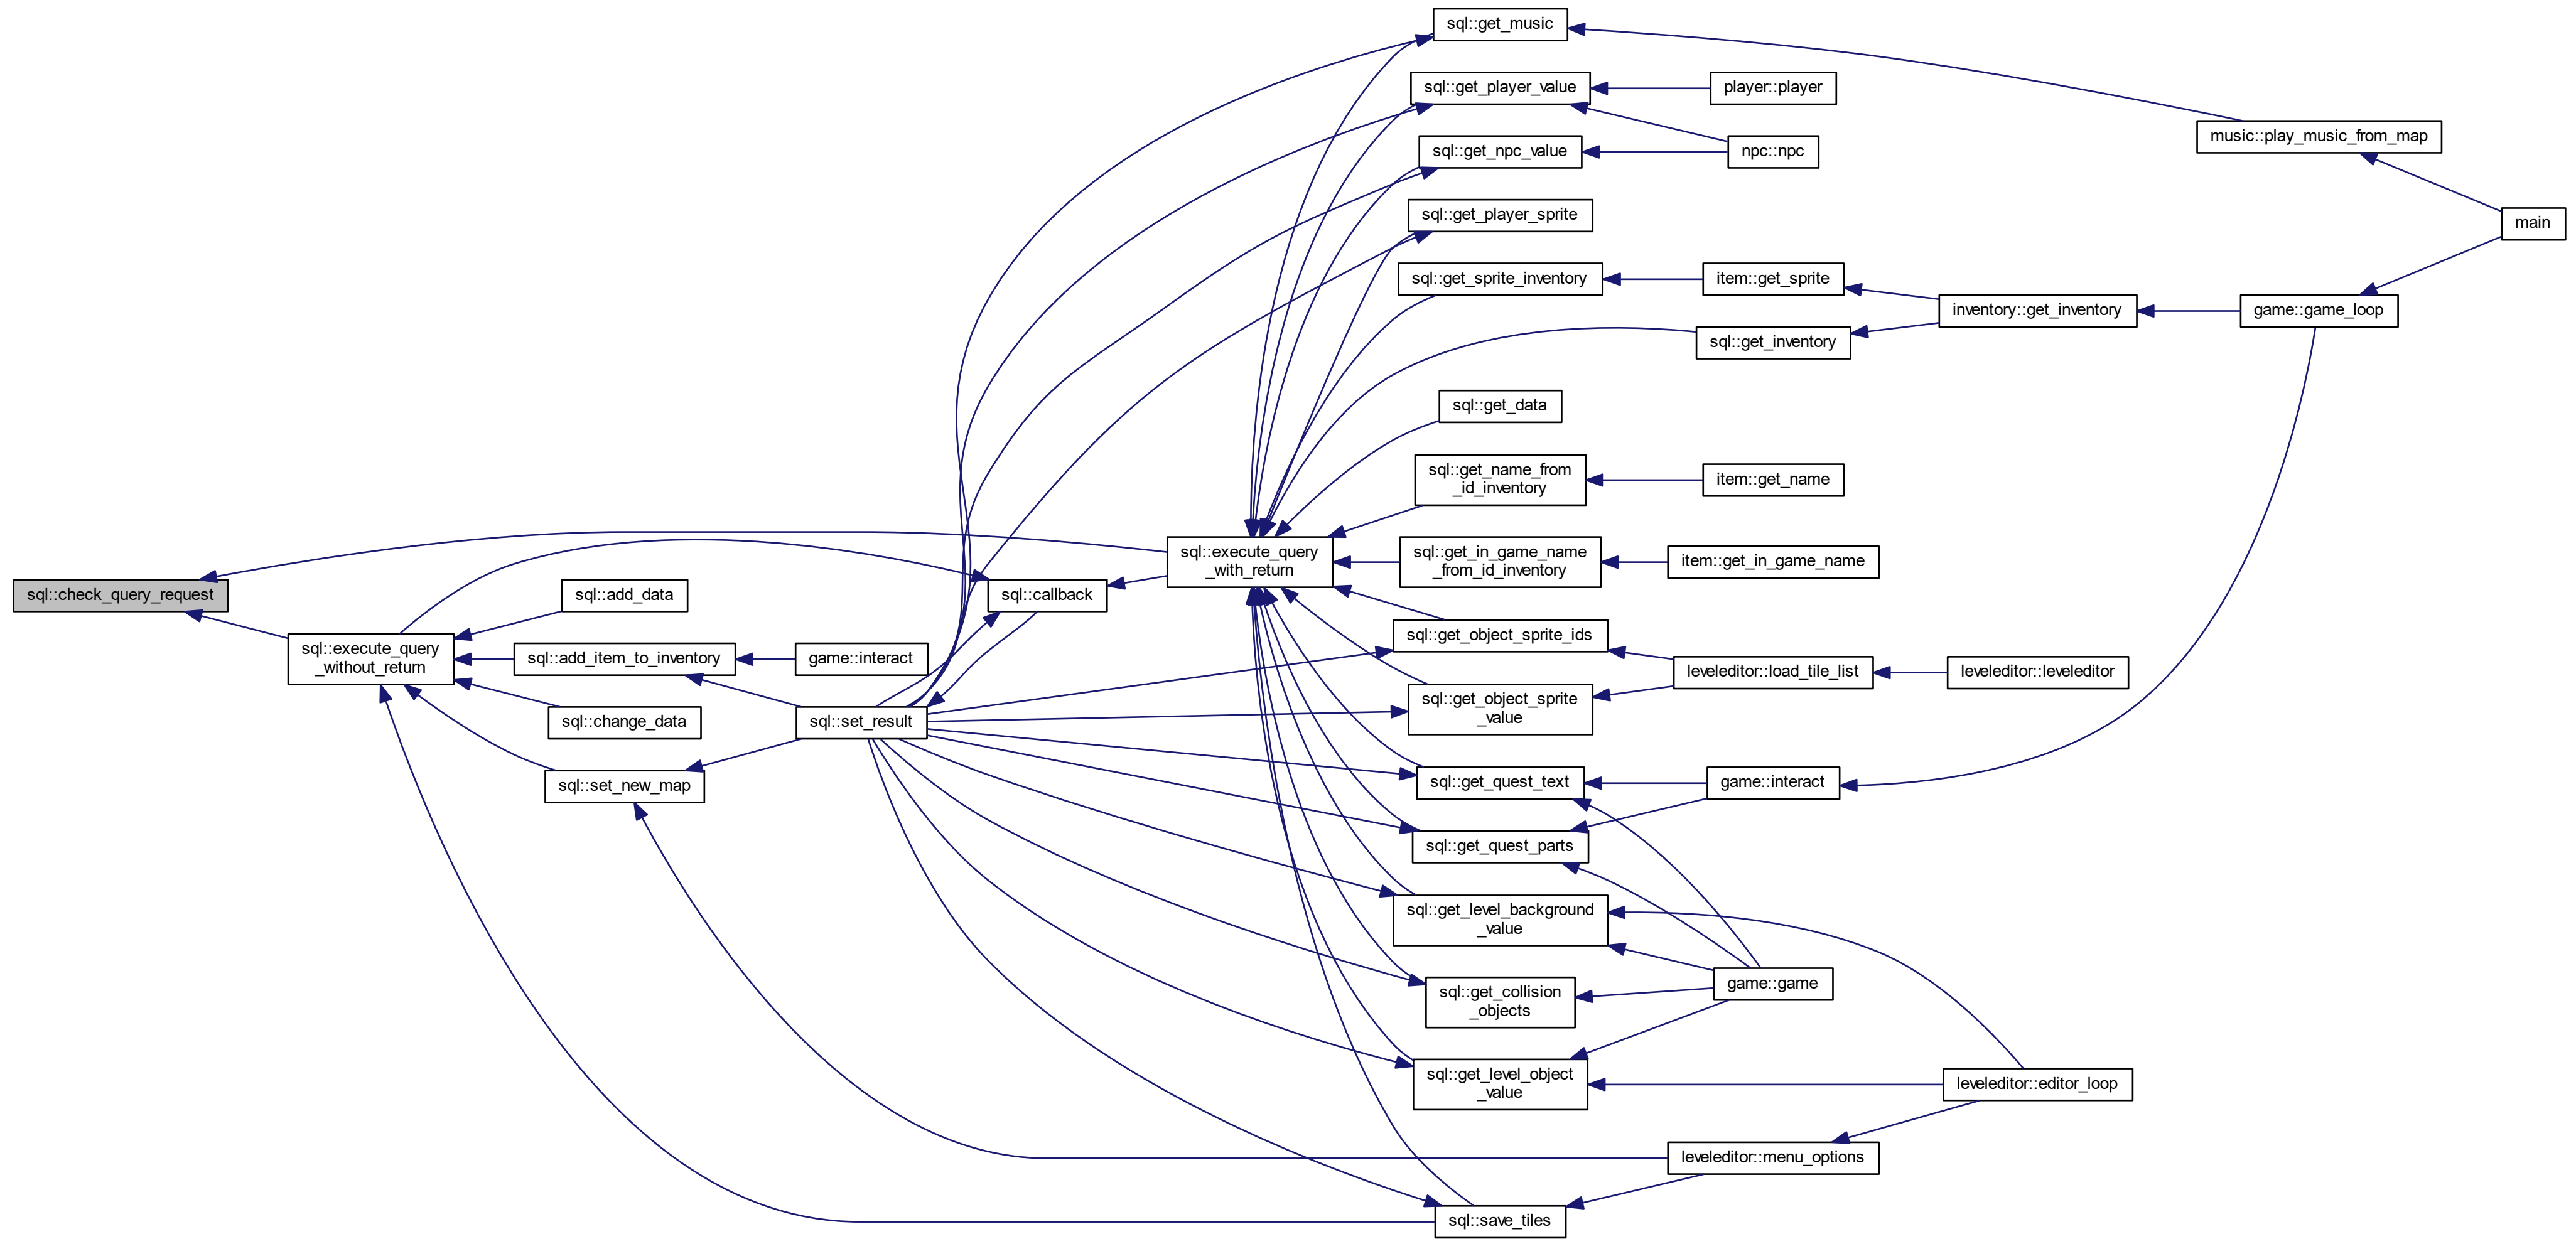 sql::get_music
sql::get_player_value
player::player
music::play_music_from_map
sql::get_npc_value
npc::npc
sql::get_player_sprite
main
sql::get_sprite_inventory
item::get_sprite
inventory::get_inventory
game::game_loop
sql::get_inventory
sql::get_data
sql::get_name_from
_id_inventory
item::get_name
sql::execute_query
_with_return
sql::get_in_game_name
_from_id_inventory
item::get_in_game_name
sql::check_query_request
sql::add_data
sql::callback
sql::get_object_sprite_ids
sql::execute_query
_without_return
sql::add_item_to_inventory
game::interact
leveleditor::load_tile_list
leveleditor::leveleditor
sql::change_data
sql::set_result
sql::get_object_sprite
_value
sql::set_new_map
sql::get_quest_text
game::interact
sql::get_quest_parts
sql::get_level_background
_value
game::game
sql::get_collision
_objects
sql::get_level_object
_value
leveleditor::editor_loop
leveleditor::menu_options
sql::save_tiles